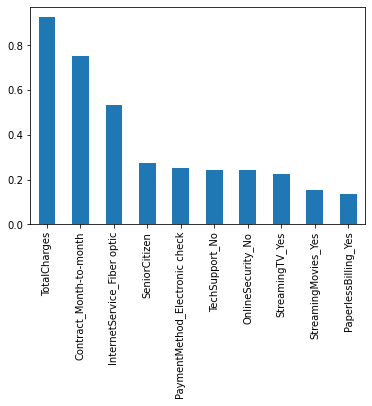 0.8
0.6
0.4
0.2
0.0
TotalCharges
Contract_Month-to-month
InternetService_Fiber optic
SeniorCitizen
PaymentMethod_Electronic check
TechSupport_No
OnlineSecurity_No
StreamingTV_Yes
StreamingMovies_Yes
PaperlessBilling_Yes